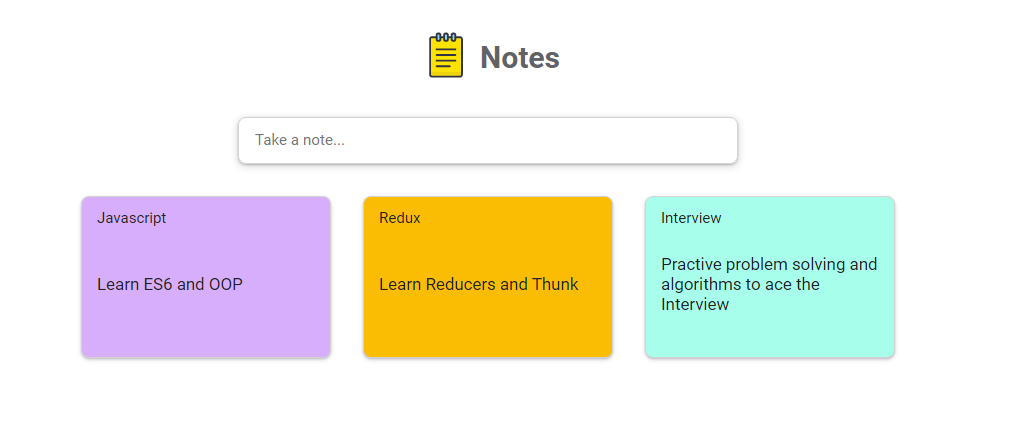 Notes
Take a note...
Javascript
Learn ES6 and OOP
Redux
Learn Reducers and Thunk
Interview
Practive problem solving and
algorithms to ace the
Interview